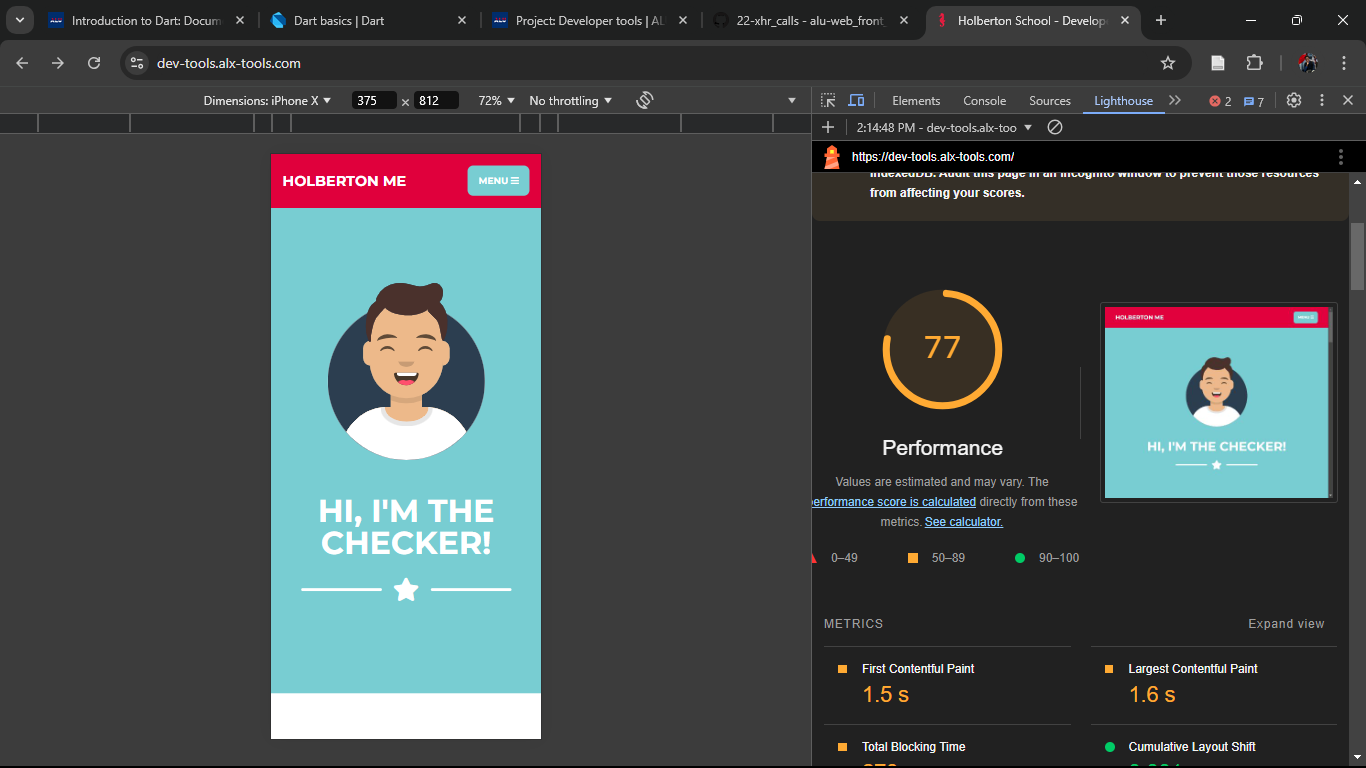 Introduction to Dart: Docum
Dart basics | Dart
Project: Developer tools | AL
22-xhr_calls - alu-web_front_
Holberton School - Develope
dev-tools.alx-tools.com
Dimensions: iPhone X
375 × 812
72%
No throttling
Elements
Console
Sources
Lighthouse
2
7
2:14:48 PM - dev-tools.alx-too
https://dev-tools.alx-tools.com/
IndexedDB. Audit this page in an incognito window to prevent those resources
from affecting your scores.
HOLBERTON ME
MENU
HI, I'M THE
CHECKER!
77
Performance
Values are estimated and may vary. The
performance score is calculated directly from these
metrics. See calculator.
0–49
50–89
90–100
HOLBERTON ME
MENU
HI, I'M THE CHECKER!
METRICS
Expand view
First Contentful Paint
1.5 s
Largest Contentful Paint
1.6 s
Total Blocking Time
Cumulative Layout Shift